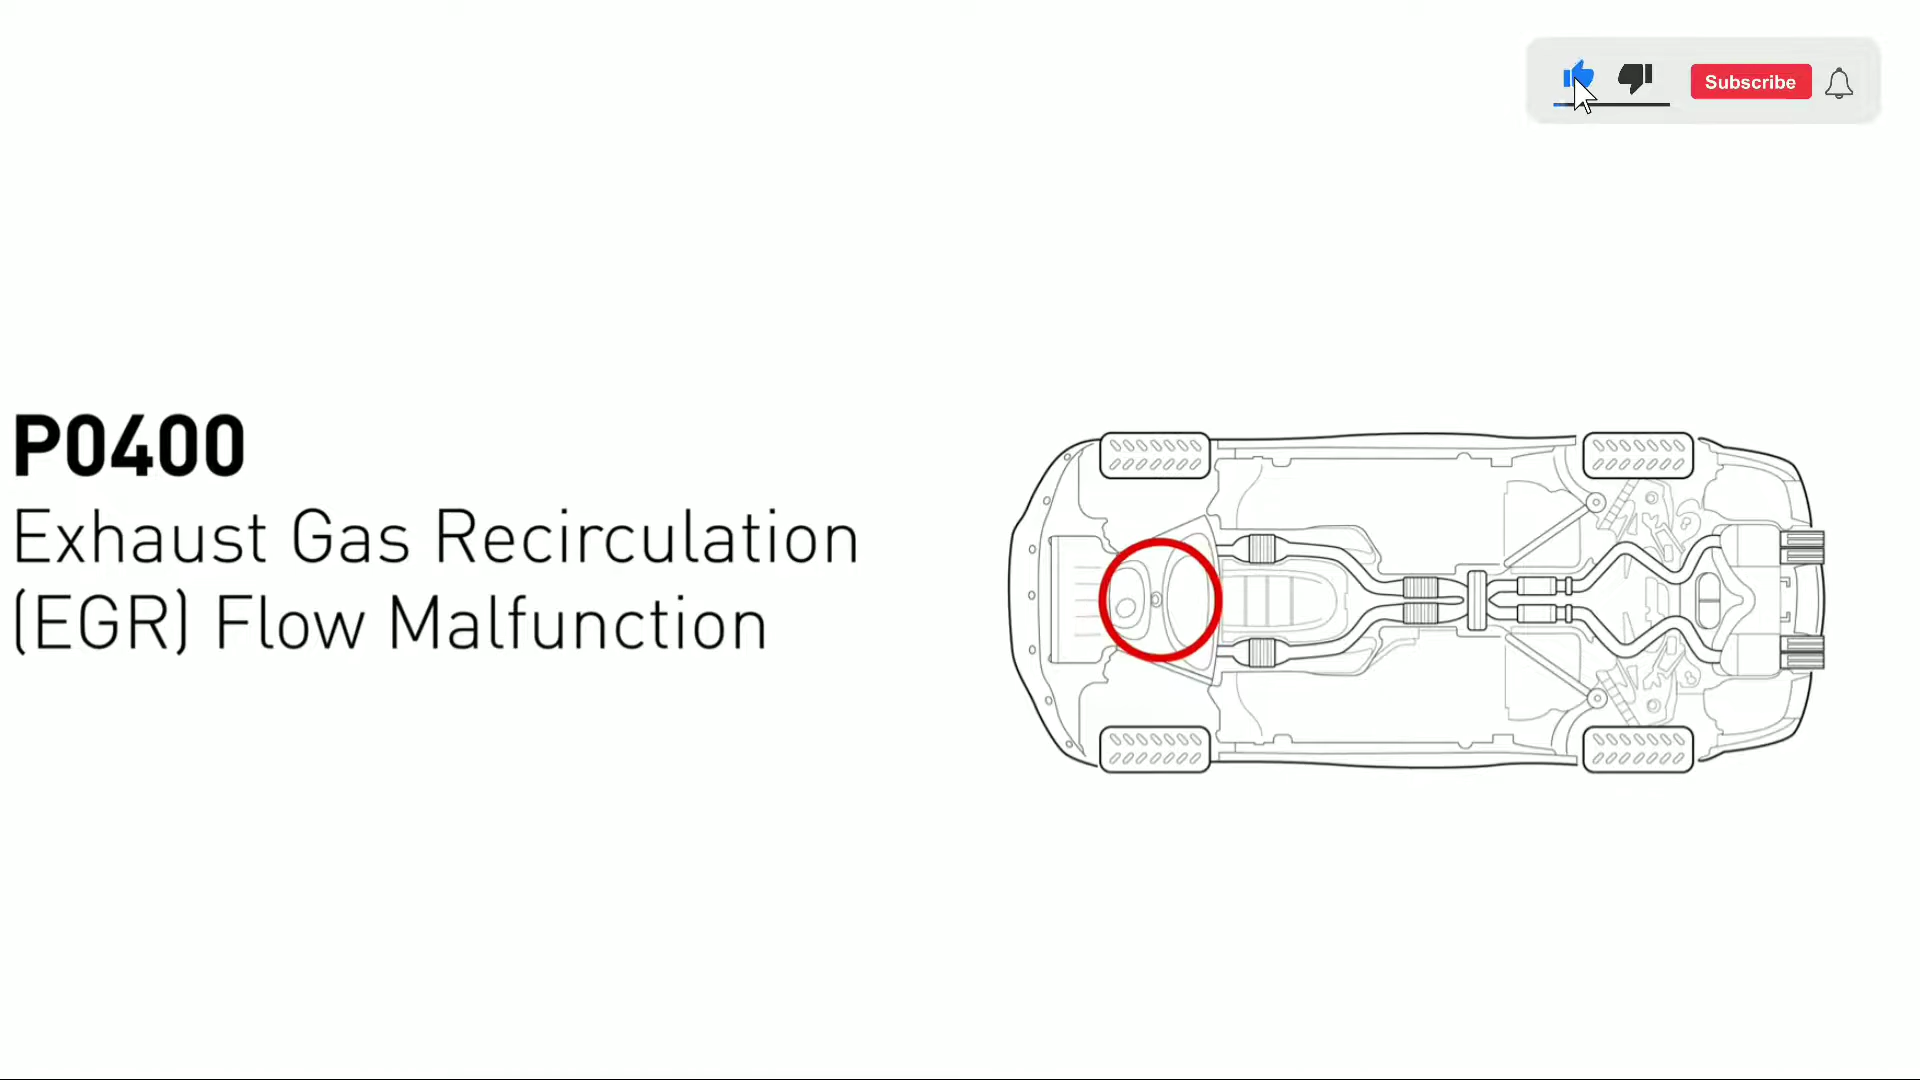 Subscribe
P0400
Exhaust Gas Recirculation
(EGR) Flow Malfunction